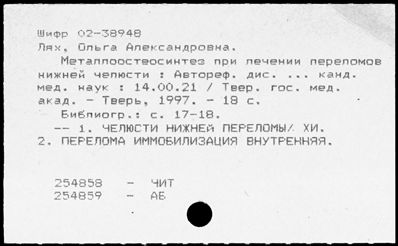 Шифр 02-38948
Лях, Ольга Александровна.
Металлоостеосинтез при лечении переломов
нижней челюсти : Автореф. дис. ... канд.
мед. наук : 14.00.21 / Твер. гос. мед.
акад. - Тверь, 1997. - 18 с.
Библиогр.: с. 17-18.
-- 1. ЧЕЛЮСТИ НИЖНЕЙ ПЕРЕЛОМЫ/ ХИ.
2. ПЕРЕЛОМА ИММОБИЛИЗАЦИЯ ВНУТРЕННЯЯ.
254858 - ЧИТ
254859 - АБ